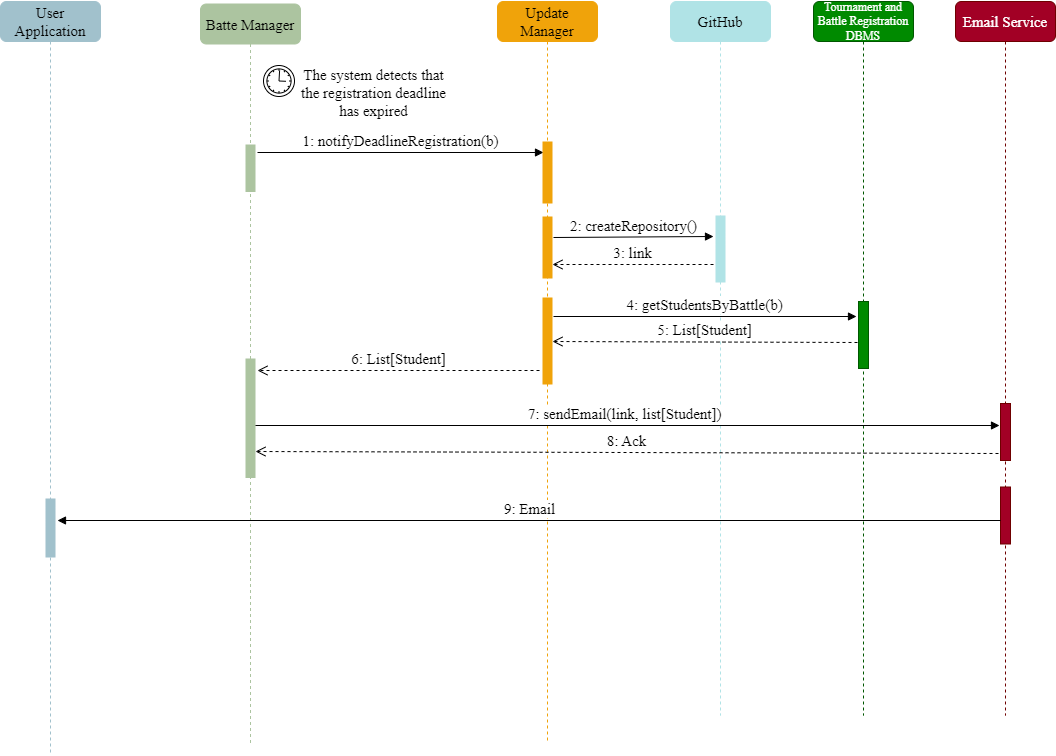 User
Application
Batte Manager
Update
Manager
GitHub
Tournament and
Battle Registration
DBMS
Email Service
The system detects that
the registration deadline
has expired
1: notifyDeadlineRegistration(b)
2: createRepository()
3: link
4: getStudentsByBattle(b)
5: List[Student]
6: List[Student]
7: sendEmail(link, list[Student])
8: Ack
9: Email